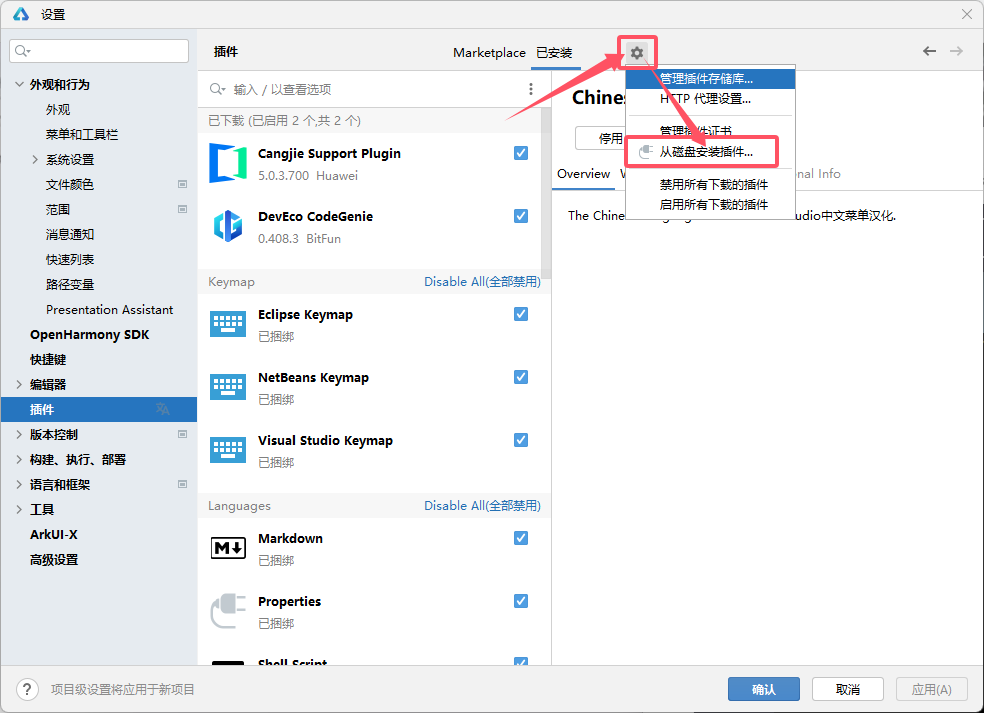 设置
插件
Marketplace
已安装
外观和行为
外观
菜单和工具栏
系统设置
文件颜色
范围
消息通知
快速列表
路径变量
Presentation Assistant
OpenHarmony SDK
快捷键
编辑器
插件
版本控制
构建、执行、部署
语言和框架
工具
ArkUI-X
高级设置
输入 / 以查看选项
已下载 (已启用 2 个,共 2 个)
Cangjie Support Plugin
5.0.3.700 Huawei
DevEco CodeGenie
0.408.3 BitFun
Keymap
Disable All(全部禁用)
Eclipse Keymap
已捆绑
NetBeans Keymap
已捆绑
Visual Studio Keymap
已捆绑
Languages
Disable All(全部禁用)
Markdown
已捆绑
Properties
已捆绑
Shell Script
管理插件存储库...
HTTP 代理设置...
管理插件证书
从磁盘安装插件...
禁用所有下载的插件
启用所有下载的插件
停用
Overview
nal Info
The Chine
udio中文菜单汉化.
?
项目级设置将应用于新项目
确认
取消
应用(A)